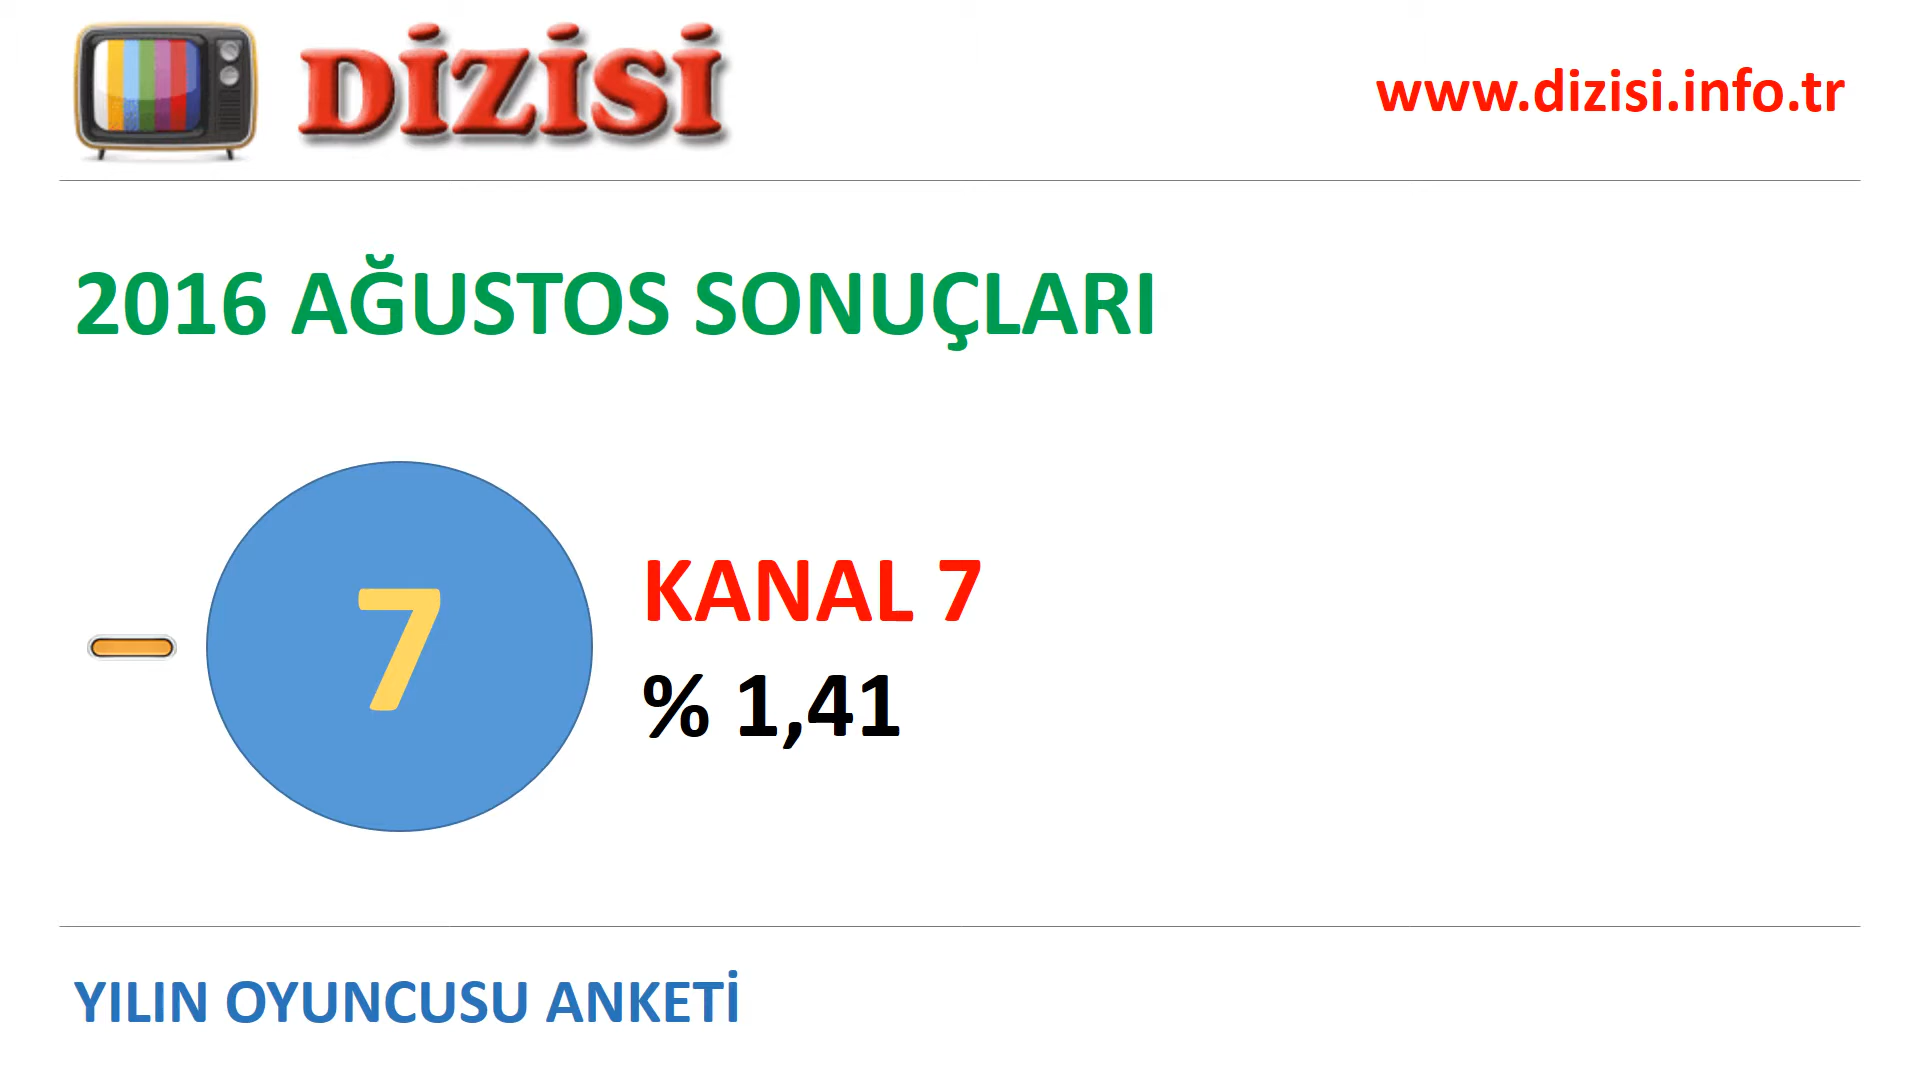 DİZİSİ
www.dizisi.info.tr
2016 AĞUSTOS SONUÇLARI
7
KANAL 7
% 1,41
YILIN OYUNCUSU ANKETİ